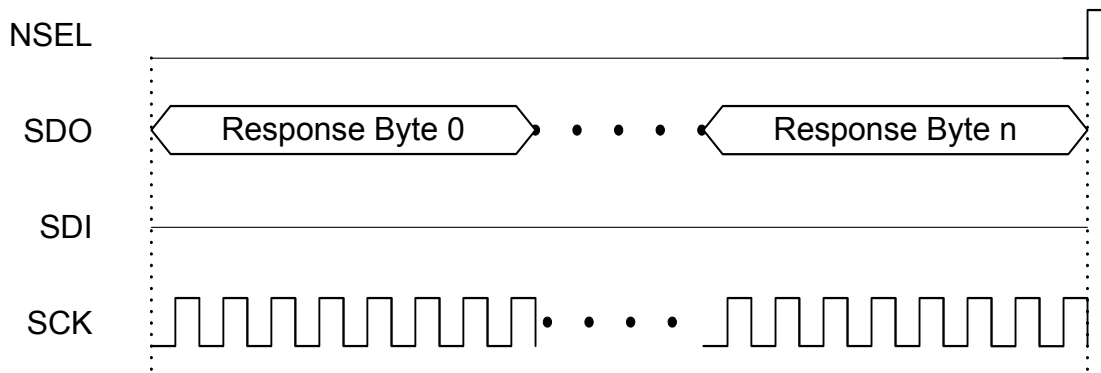 NSEL
SDO Response Byte 0 Response Byte n
SDI
SCK